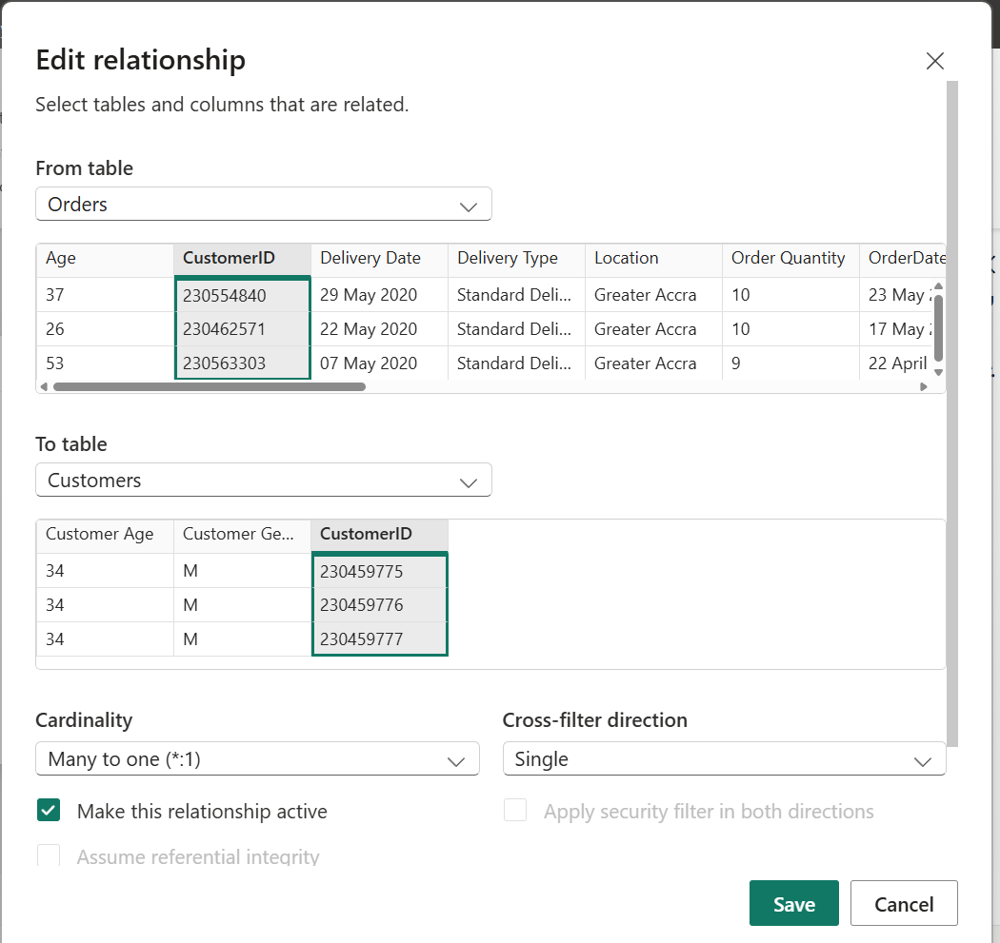 Edit relationship
Select tables and columns that are related.
From table
Orders
Age CustomerID Delivery Date Delivery Type Location Order Quantity OrderDate
37 230554840 29 May 2020 Standard Deli... Greater Accra 10 23 May
26 230462571 22 May 2020 Standard Deli... Greater Accra 10 17 May
53 230563303 07 May 2020 Standard Deli... Greater Accra 9 22 April
To table
Customers
Customer Age Customer Ge... CustomerID
34 M 230459775
34 M 230459776
34 M 230459777
Cardinality Cross-filter direction
Many to one (*:1) Single
Make this relationship active Apply security filter in both directions
Assume referential integrity
Save Cancel